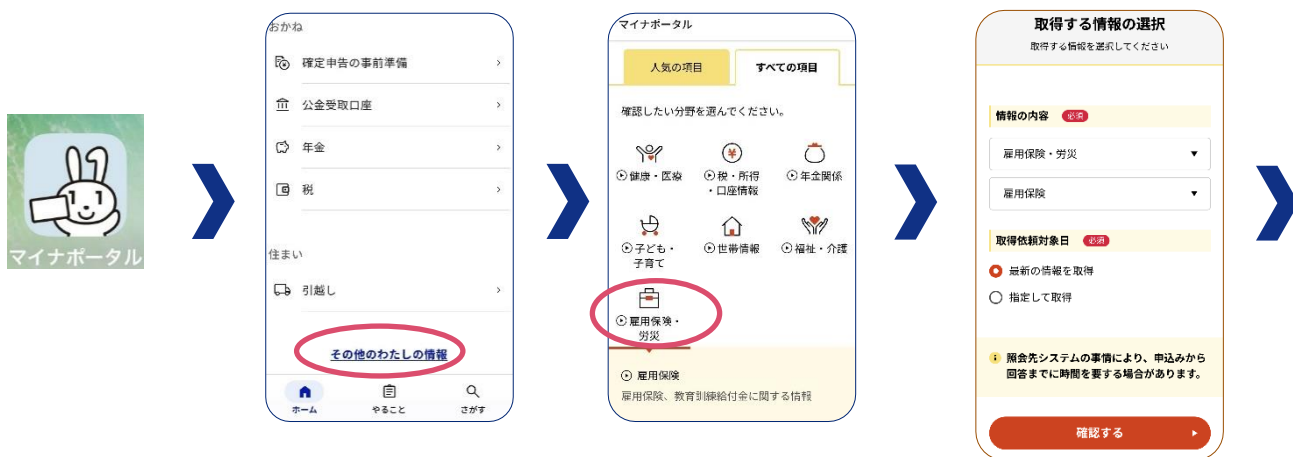 マイナポータル
おかね
確定申告の事前準備
公金受取口座
年金
税
住まい
引越し
その他のわたしの情報
ホーム
やること
さがす
マイナポータル
人気の項目
すべての項目
確認したい分野を選んでください。
健康・医療
税・所得
・口座情報
年金関係
子ども・
子育て
世帯情報
福祉・介護
雇用保険・
労災
雇用保険
雇用保険、教育訓練給付金に関する情報
取得する情報の選択
取得する情報を選択してください
情報の内容 必須
雇用保険・労災
雇用保険
取得依頼対象日 必須
最新の情報を取得
指定して取得
照会先システムの事情により、申込みから
回答までに時間を要する場合があります。
確認する